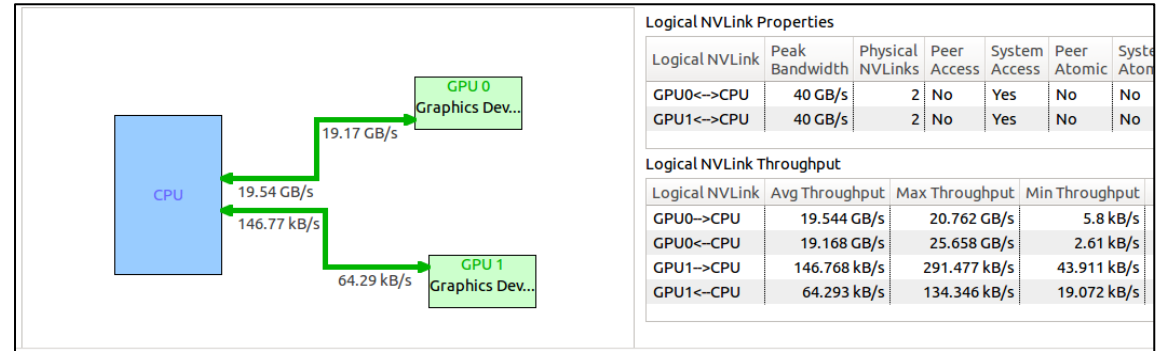 GPU 0
Graphics Dev...
19.17 GB/s
CPU
19.54 GB/s
146.77 kB/s
GPU 1
64.29 kB/s
Graphics Dev...
Logical NVLink Properties
Logical NVLink Peak Bandwidth Physical NVLinks Peer Access System Access Peer Atomic Syste Atom
GPU0<-->CPU 40 GB/s 2 No Yes No No
GPU1<-->CPU 40 GB/s 2 No Yes No No
Logical NVLink Throughput
Logical NVLink Avg Throughput Max Throughput Min Throughput
GPU0-->CPU 19.544 GB/s 20.762 GB/s 5.8 kB/s
GPU0<--CPU 19.168 GB/s 25.658 GB/s 2.61 kB/s
GPU1-->CPU 146.768 kB/s 291.477 kB/s 43.911 kB/s
GPU1<--CPU 64.293 kB/s 134.346 kB/s 19.072 kB/s